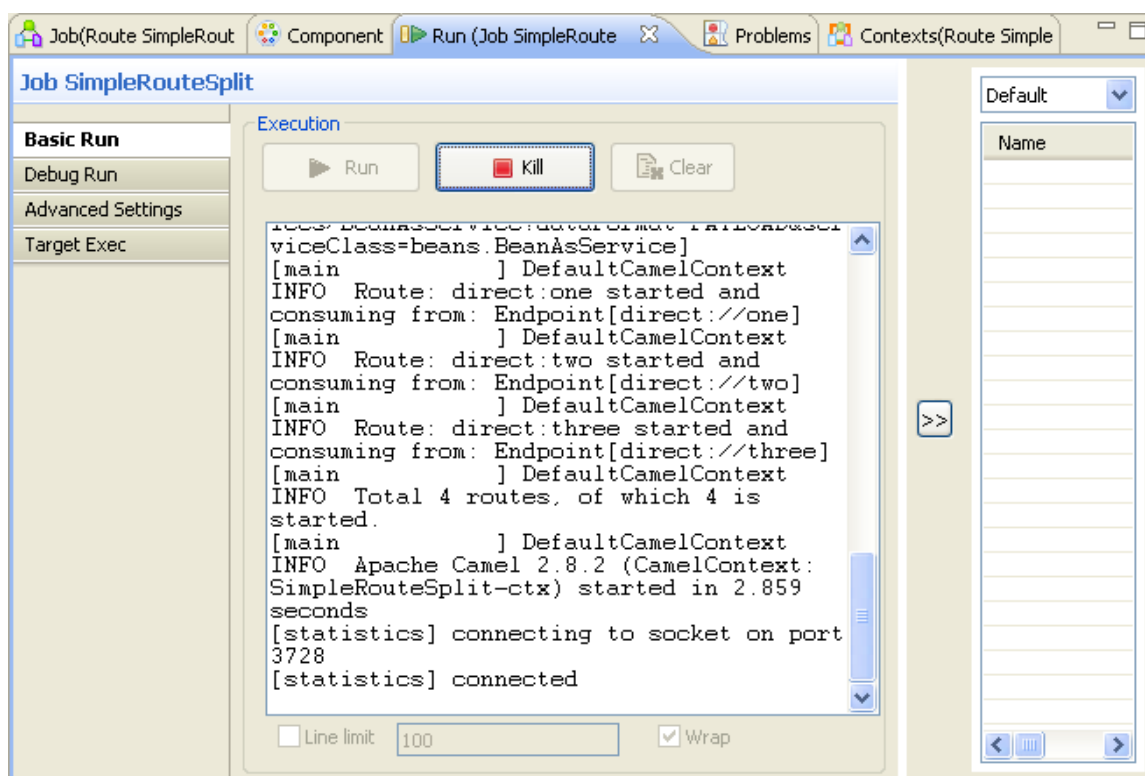 Job(Route SimpleRout
Component
Run (Job SimpleRoute
Problems
Contexts(Route Simple
Job SimpleRouteSplit
Basic Run
Debug Run
Advanced Settings
Target Exec
Execution
Run
Kill
Clear
viceClass=beans.BeanAsService]
[main ] DefaultCamelContext
INFO Route: direct:one started and
consuming from: Endpoint[direct://one]
[main ] DefaultCamelContext
INFO Route: direct:two started and
consuming from: Endpoint[direct://two]
[main ] DefaultCamelContext
INFO Route: direct:three started and
consuming from: Endpoint[direct://three]
[main ] DefaultCamelContext
INFO Total 4 routes, of which 4 is
started.
[main ] DefaultCamelContext
INFO Apache Camel 2.8.2 (CamelContext:
SimpleRouteSplit-ctx) started in 2.859
seconds
[statistics] connecting to socket on port
3728
[statistics] connected
Line limit
100
Wrap
>>
Default
Name